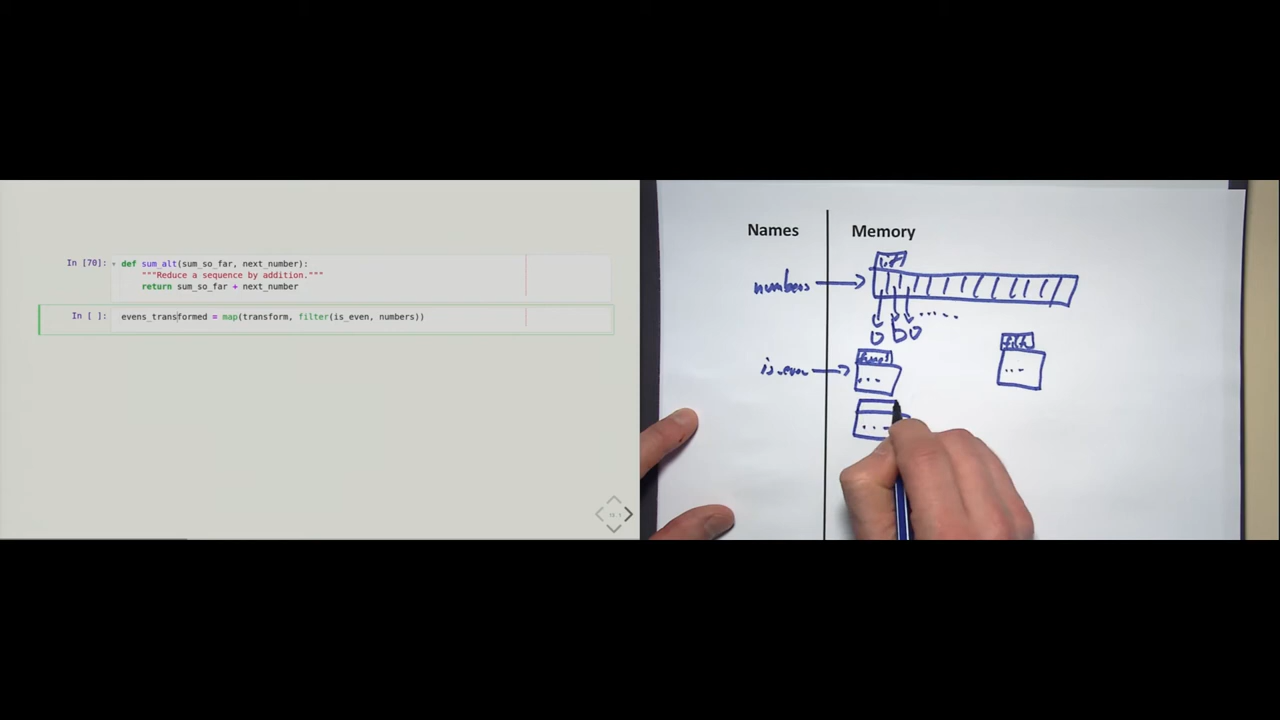 In [70]: def sum_alt(sum_so_far, next_number):
"""Reduce a sequence by addition."""
return sum_so_far + next_number
In [ ]: evens_transformed = map(transform, filter(is_even, numbers))
Names Memory
numbers
is_even